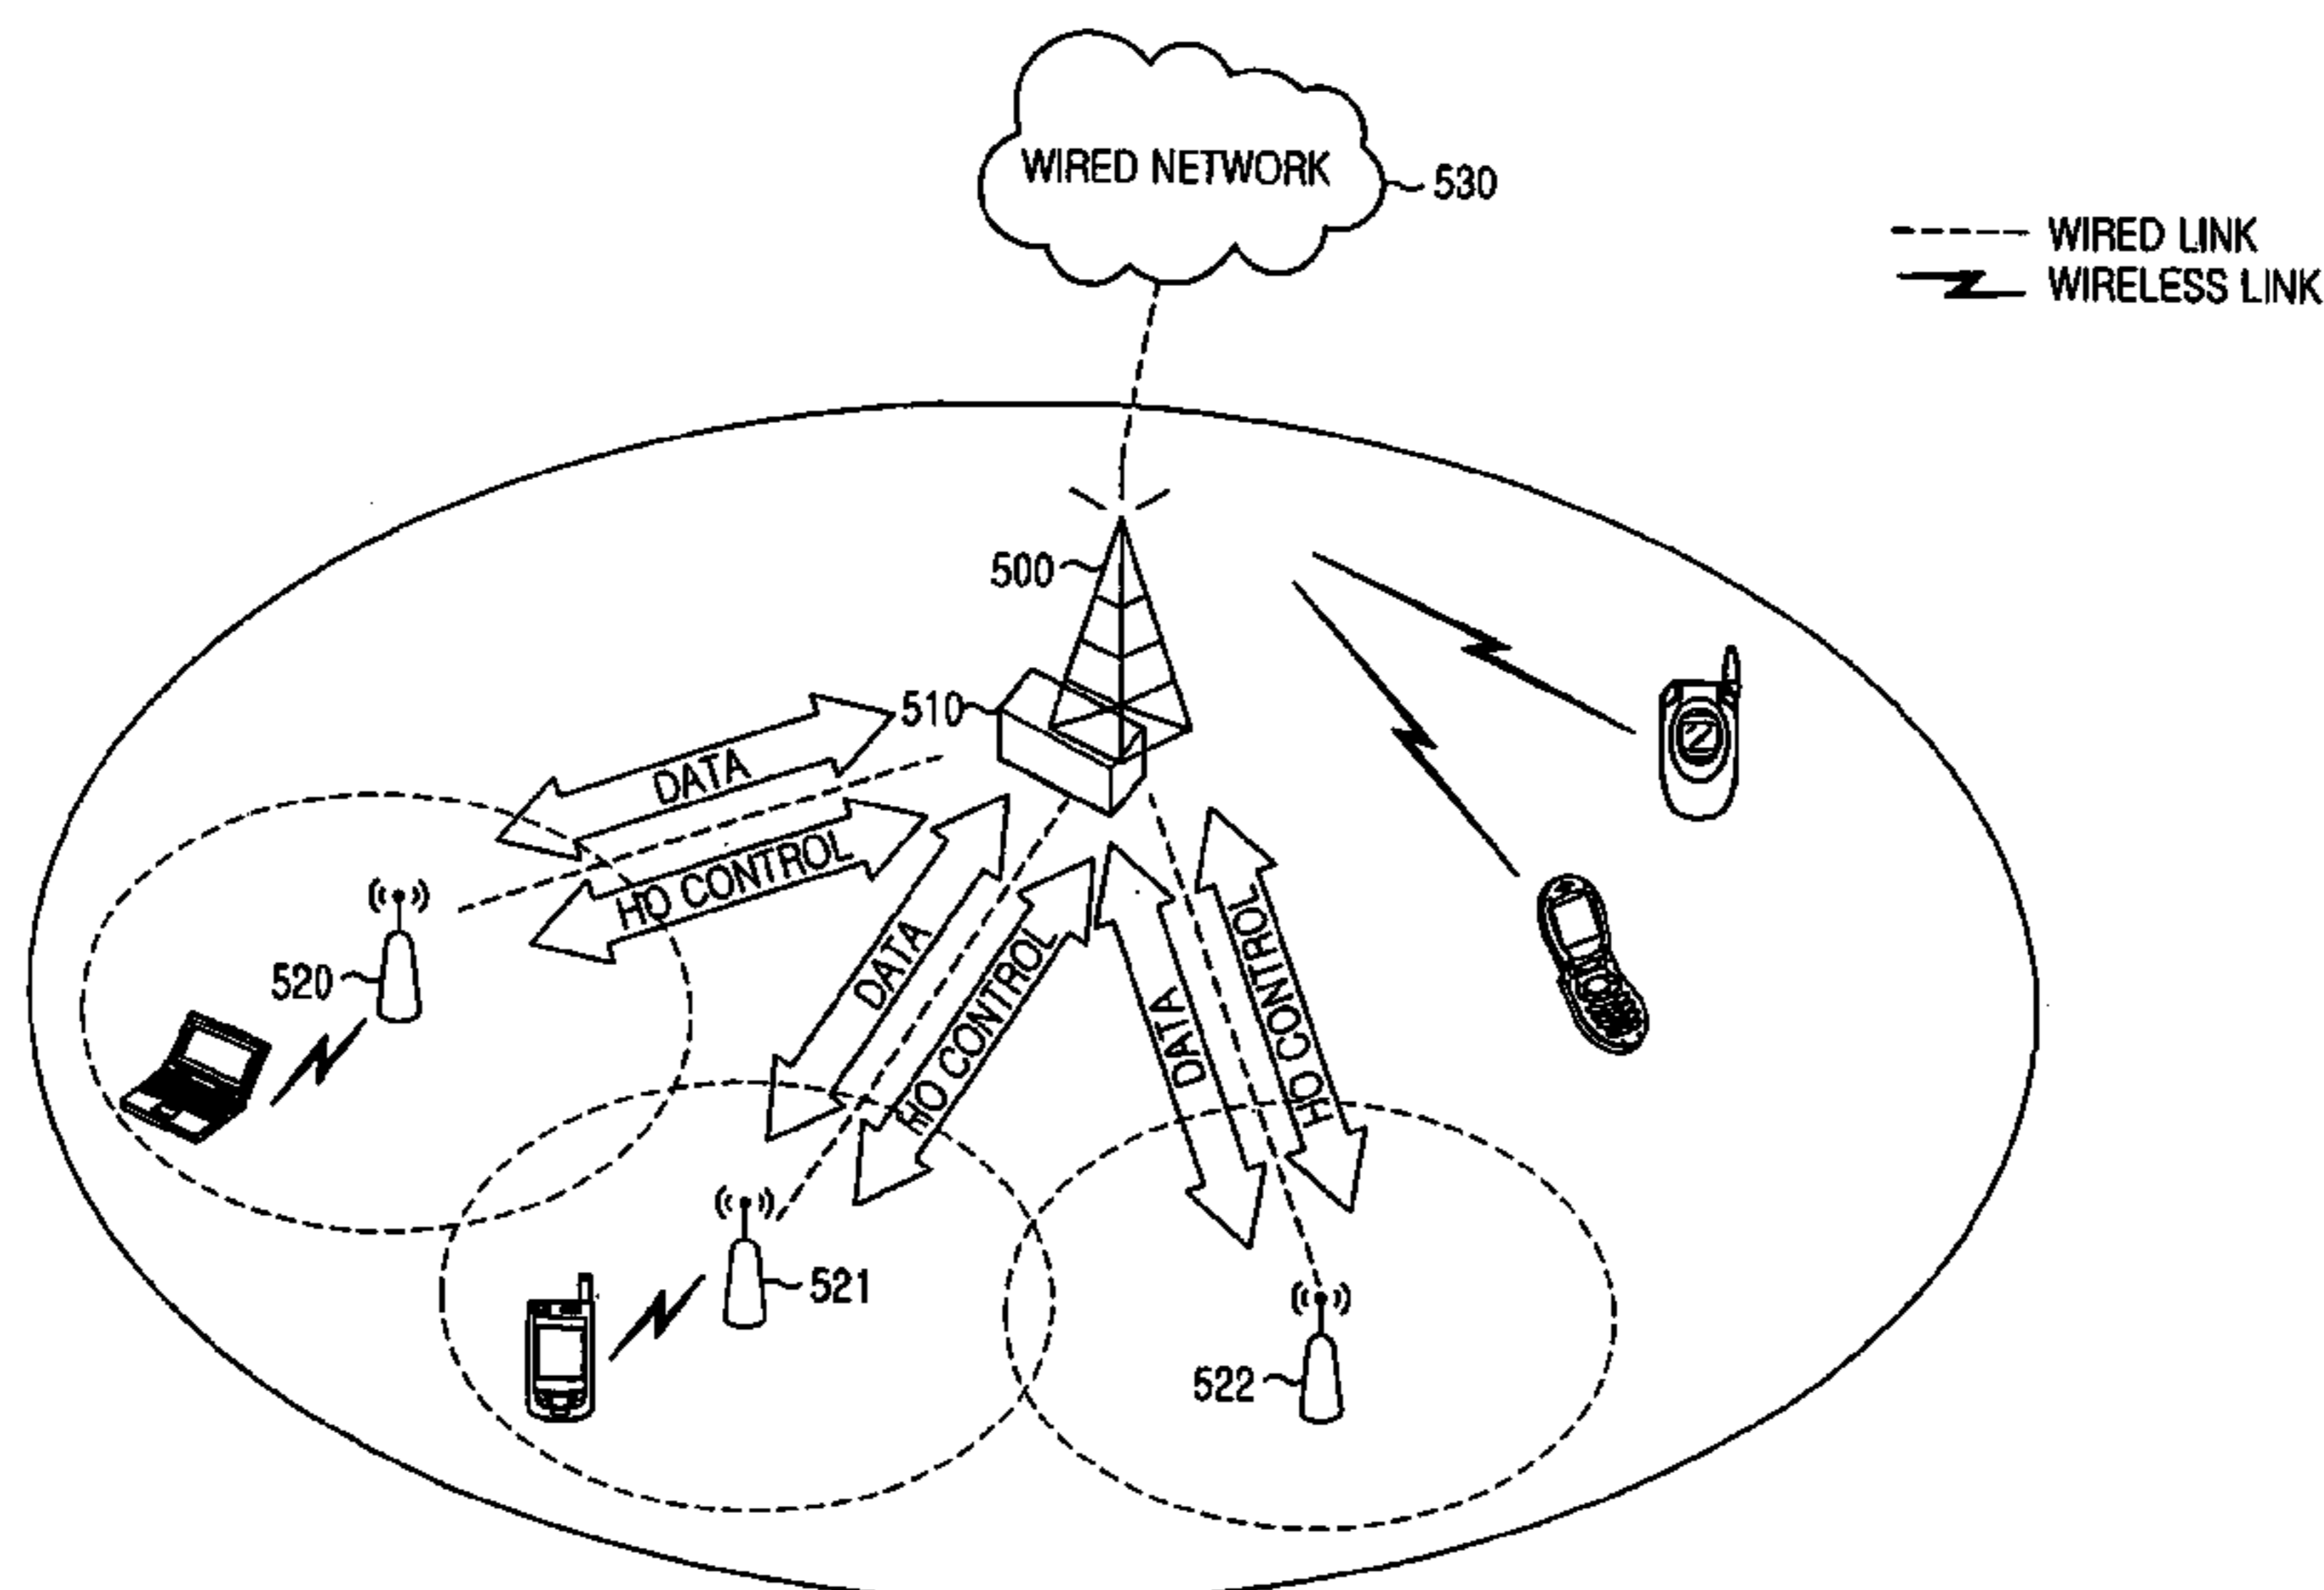 WIRED NETWORK
530
WIRED LINK
WIRELESS LINK
500
510
DATA
HO CONTROL
520
DATA
HO CONTROL
DATA
HO CONTROL
521
522